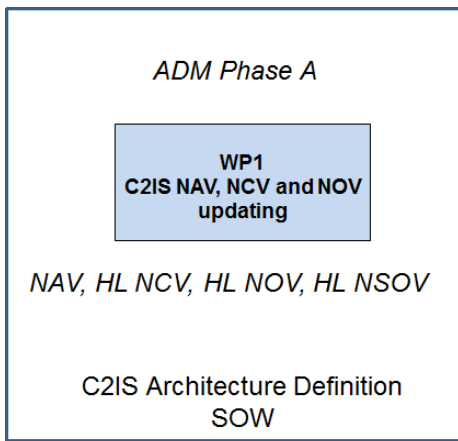 ADM Phase A
WP1
C2IS NAV, NCV and NOV
updating
NAV, HL NCV, HL NOV, HL NSOV
C2IS Architecture Definition
SOW